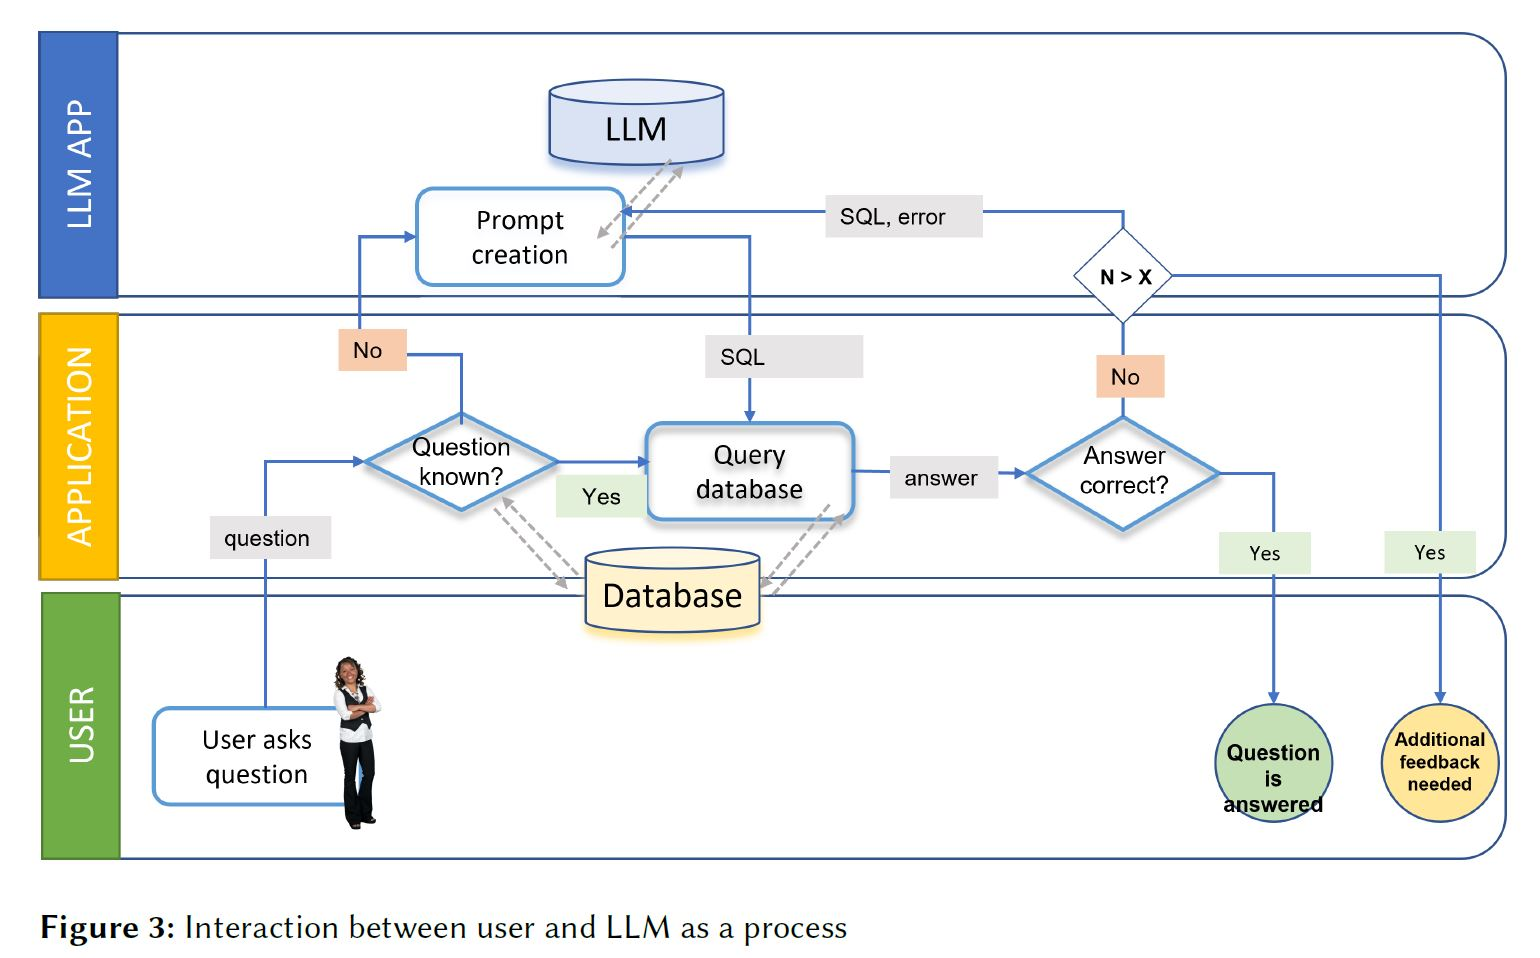 LLM APP
LLM
Prompt
creation
SQL, error
N > X
APPLICATION
No
SQL
No
Question
known?
Yes
Query
database
answer
Answer
correct?
question
Yes
Yes
Database
USER
User asks
question
Question
is
answered
Additional
feedback
needed
Figure 3: Interaction between user and LLM as a process